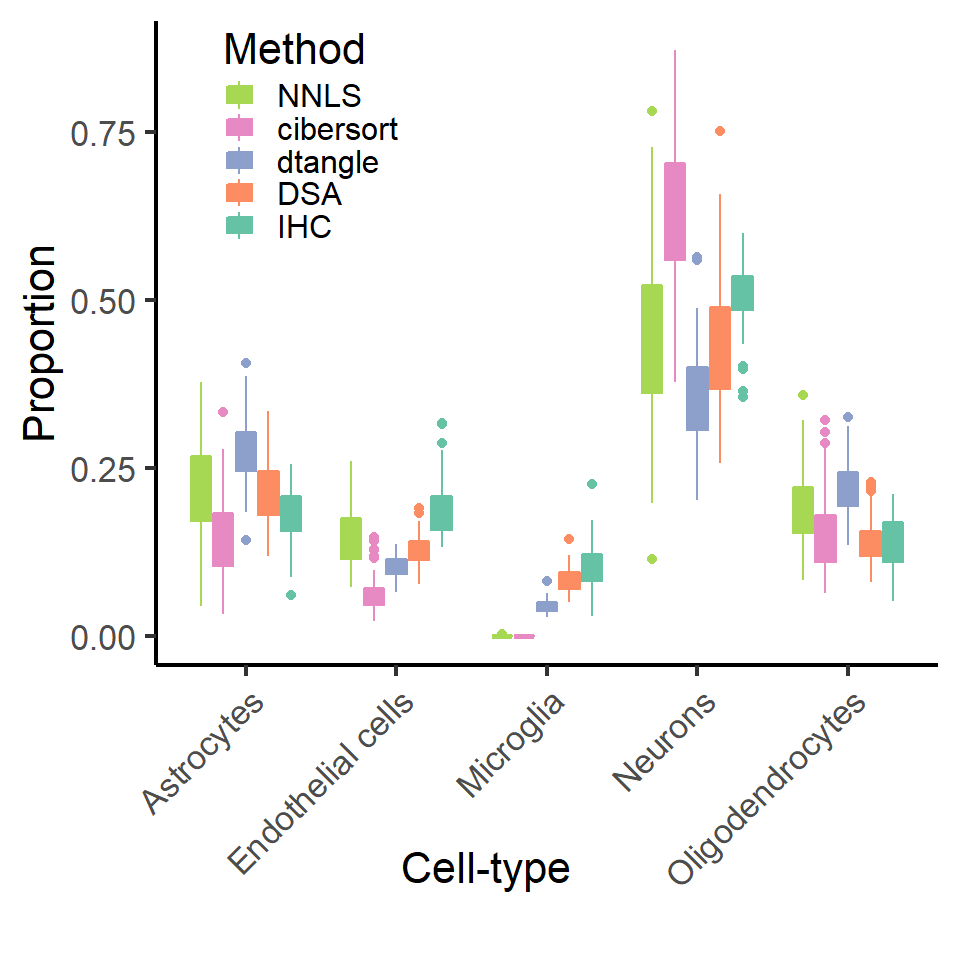 Method
NNLS
cibersort
dtangle
DSA
IHC
Proportion
0.75
0.50
0.25
0.00
Astrocytes
Endothelial cells
Microglia
Neurons
Oligodendrocytes
Cell-type